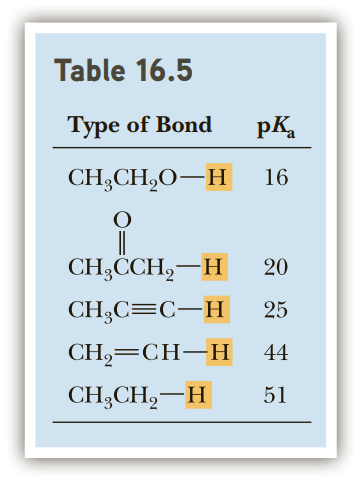 Table 16.5
Type of Bond pKₐ
CH₃CH₂O—H 16
O
‖
CH₃CCH₂—H 20
CH₃C≡C—H 25
CH₂=CH—H 44
CH₃CH₂—H 51